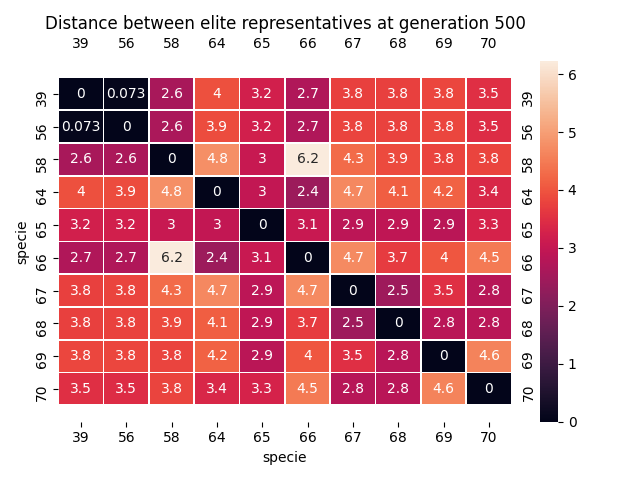 Distance between elite representatives at generation 500
39 56 58 64 65 66 67 68 69 70
39 0 0.073 2.6 4 3.2 2.7 3.8 3.8 3.8 3.5 39
56 0.073 0 2.6 3.9 3.2 2.7 3.8 3.8 3.8 3.5 56
58 2.6 2.6 0 4.8 3 6.2 4.3 3.9 3.8 3.8 58
64 4 3.9 4.8 0 3 2.4 4.7 4.1 4.2 3.4 64
65 3.2 3.2 3 3 0 3.1 2.9 2.9 2.9 3.3 65
66 2.7 2.7 6.2 2.4 3.1 0 4.7 3.7 4 4.5 66
67 3.8 3.8 4.3 4.7 2.9 4.7 0 2.5 3.5 2.8 67
68 3.8 3.8 3.9 4.1 2.9 3.7 2.5 0 2.8 2.8 68
69 3.8 3.8 3.8 4.2 2.9 4 3.5 2.8 0 4.6 69
70 3.5 3.5 3.8 3.4 3.3 4.5 2.8 2.8 4.6 0 70
39 56 58 64 65 66 67 68 69 70
specie
specie
6
5
4
3
2
1
0